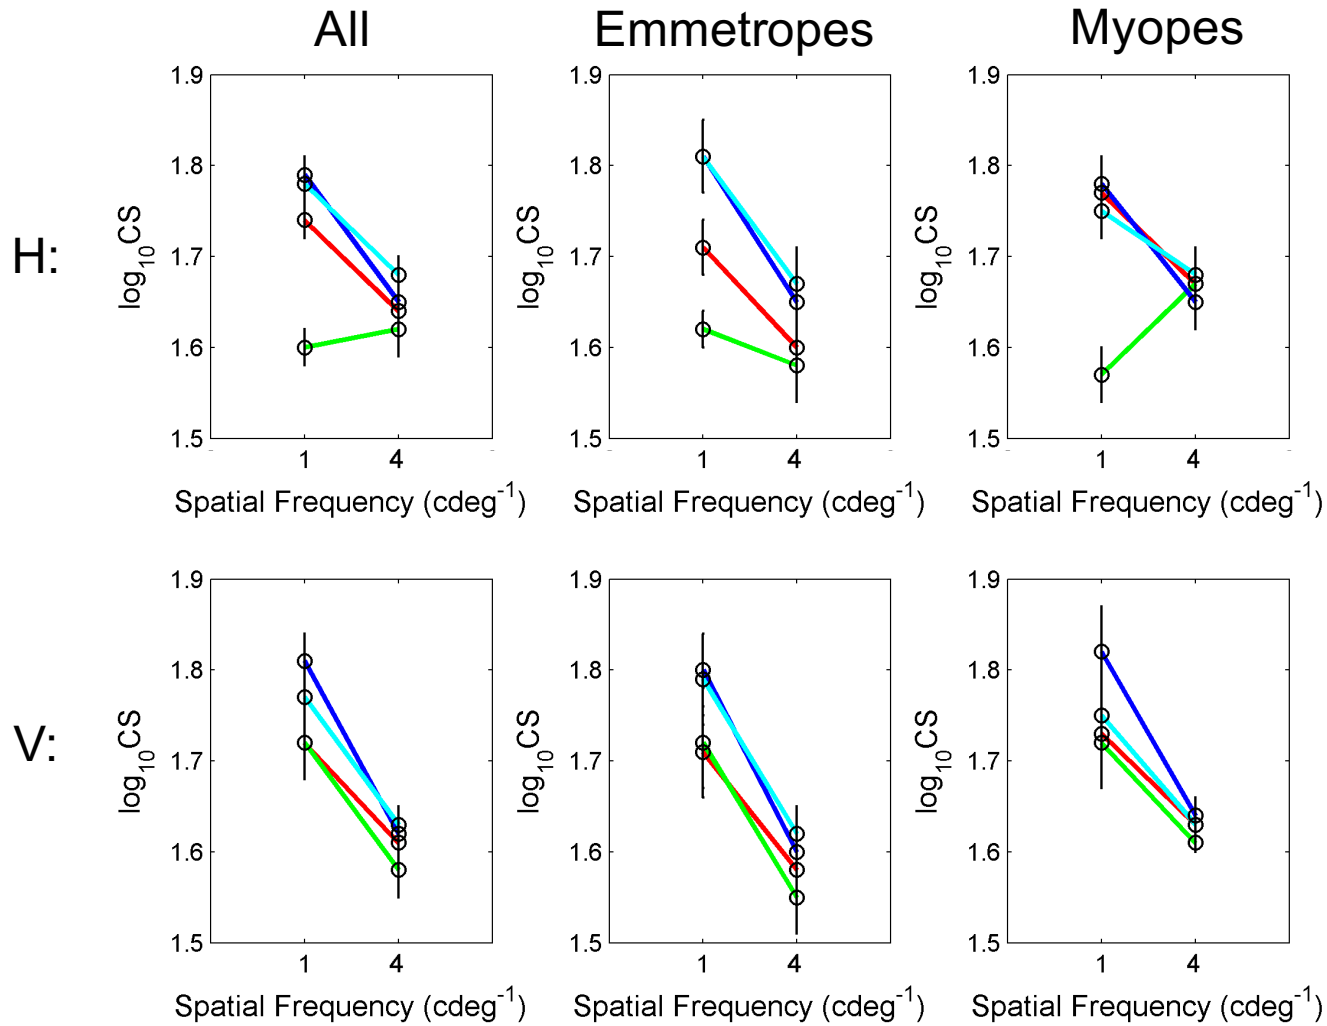 All Emmetropes Myopes
H:
1.9 1.9 1.9
1.8 1.8 1.8
1.7 1.7 1.7
1.6 1.6 1.6
1.5 1.5 1.5
log₁₀CS log₁₀CS log₁₀CS
1 4 1 4 1 4
Spatial Frequency (cdeg⁻¹) Spatial Frequency (cdeg⁻¹) Spatial Frequency (cdeg⁻¹)
V:
1.9 1.9 1.9
1.8 1.8 1.8
1.7 1.7 1.7
1.6 1.6 1.6
1.5 1.5 1.5
log₁₀CS log₁₀CS log₁₀CS
1 4 1 4 1 4
Spatial Frequency (cdeg⁻¹) Spatial Frequency (cdeg⁻¹) Spatial Frequency (cdeg⁻¹)